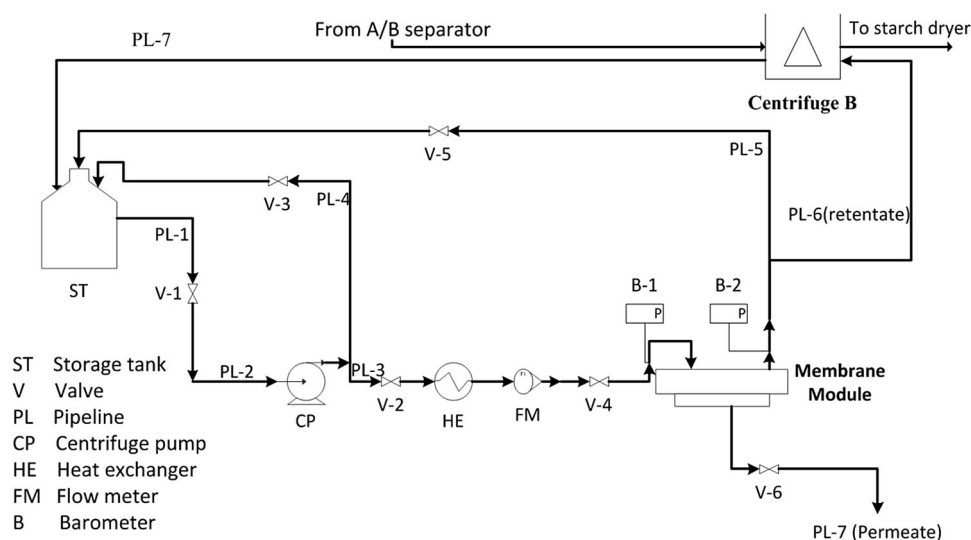 From A/B separator
To starch dryer
PL-7
Centrifuge B
V-5
PL-5
V-3
PL-4
PL-6(retentate)
PL-1
ST
V-1
B-1
B-2
P
P
PL-2
PL-3
CP
V-2
HE
FM
FI
V-4
Membrane
Module
V-6
PL-7 (Permeate)
ST Storage tank
V Valve
PL Pipeline
CP Centrifuge pump
HE Heat exchanger
FM Flow meter
B Barometer